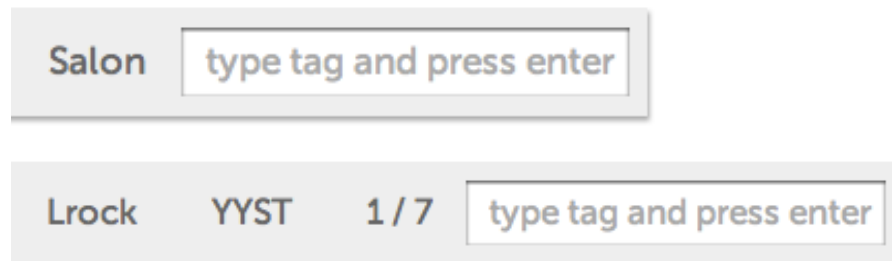 Salon type tag and press enter
Lrock YYST 1 / 7 type tag and press enter